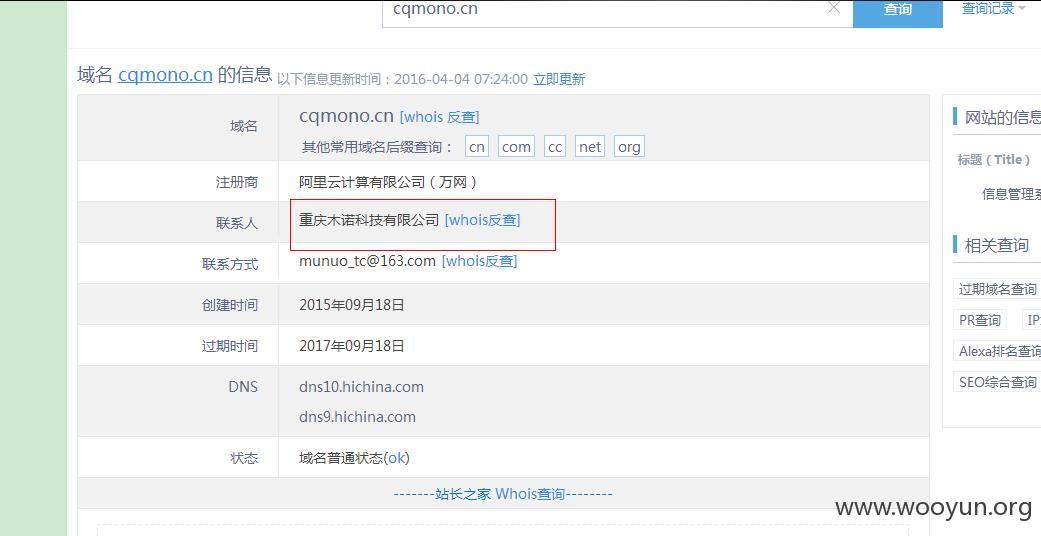 cqmono.cn 查询 查询记录
域名 cqmono.cn 的信息 以下信息更新时间：2016-04-04 07:24:00 立即更新
域名 cqmono.cn [whois 反查]
其他常用域名后缀查询： cn com cc net org
注册商 阿里云计算有限公司（万网）
联系人 重庆木诺科技有限公司 [whois反查]
联系方式 munuo_tc@163.com [whois反查]
创建时间 2015年09月18日
过期时间 2017年09月18日
DNS dns10.hichina.com
dns9.hichina.com
状态 域名普通状态(ok)
-------站长之家 Whois查询--------
网站的信息
标题（Title）
信息管理系
相关查询
过期域名查询
PR查询 IP
Alexa排名查询
SEO综合查询
www.wooyun.org